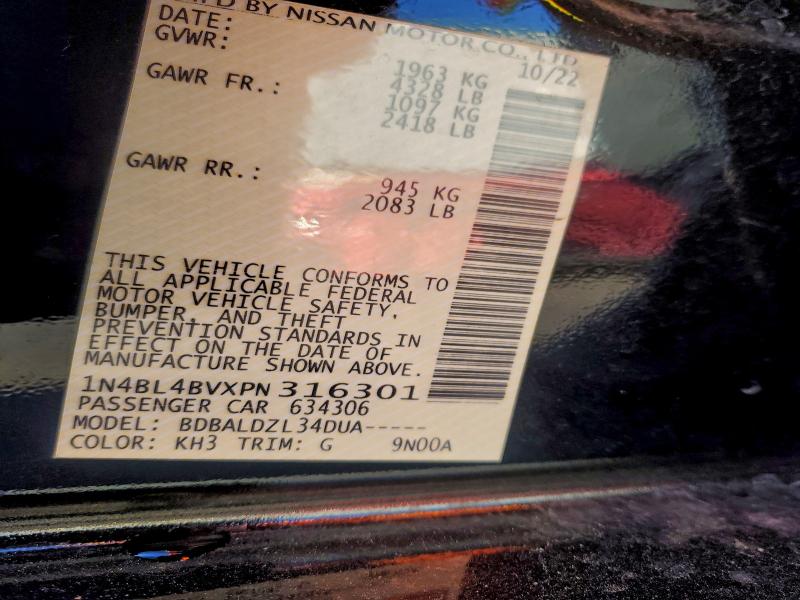 MFD BY NISSAN MOTOR CO., LTD
DATE: 10/22
GVWR: 1963 KG
4328 LB
GAWR FR.: 1097 KG
2418 LB
GAWR RR.: 945 KG
2083 LB
THIS VEHICLE CONFORMS TO
ALL APPLICABLE FEDERAL
MOTOR VEHICLE SAFETY,
BUMPER, AND THEFT
PREVENTION STANDARDS IN
EFFECT ON THE DATE OF
MANUFACTURE SHOWN ABOVE.
1N4BL4BVXPN316301
PASSENGER CAR 634306
MODEL: BDBALDZL34DUA-----
COLOR: KH3 TRIM: G 9N00A